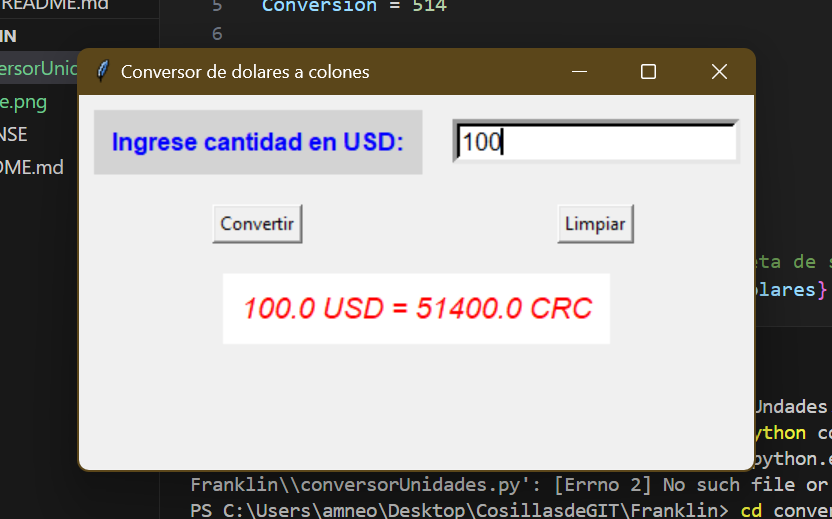 README.md
5 Conversion = 514
6
IN
ersorUnid
e.png
NSE
DME.md
Conversor de dolares a colones
Ingrese cantidad en USD:
100
Convertir
Limpiar
100.0 USD = 51400.0 CRC
eta de s
olares}
Undades
ython co
python.e
Franklin\\conversorUnidades.py': [Errno 2] No such file or
PS C:\Users\amneo\Desktop\CosillasdeGIT\Franklin> cd conver